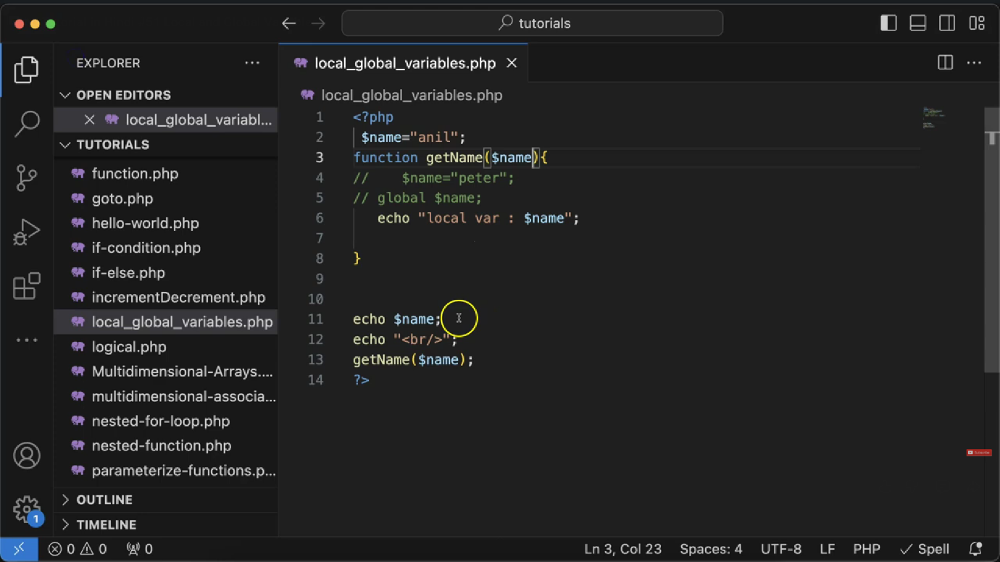 tutorials
EXPLORER
OPEN EDITORS
local_global_variabl...
TUTORIALS
function.php
goto.php
hello-world.php
if-condition.php
if-else.php
incrementDecrement.php
local_global_variables.php
logical.php
Multidimensional-Arrays....
multidimensional-associa...
nested-for-loop.php
nested-function.php
parameterize-functions.p...
OUTLINE
TIMELINE
local_global_variables.php
local_global_variables.php
1 <?php
2 $name="anil";
3 function getName($name){
4 //    $name="peter";
5 // global $name;
6 echo "local var : $name";
7
8 }
9
10
11 echo $name;
12 echo "<br/>";
13 getName($name);
14 ?>
Subscribe
1
0 0 0 Ln 3, Col 23 Spaces: 4 UTF-8 LF PHP Spell